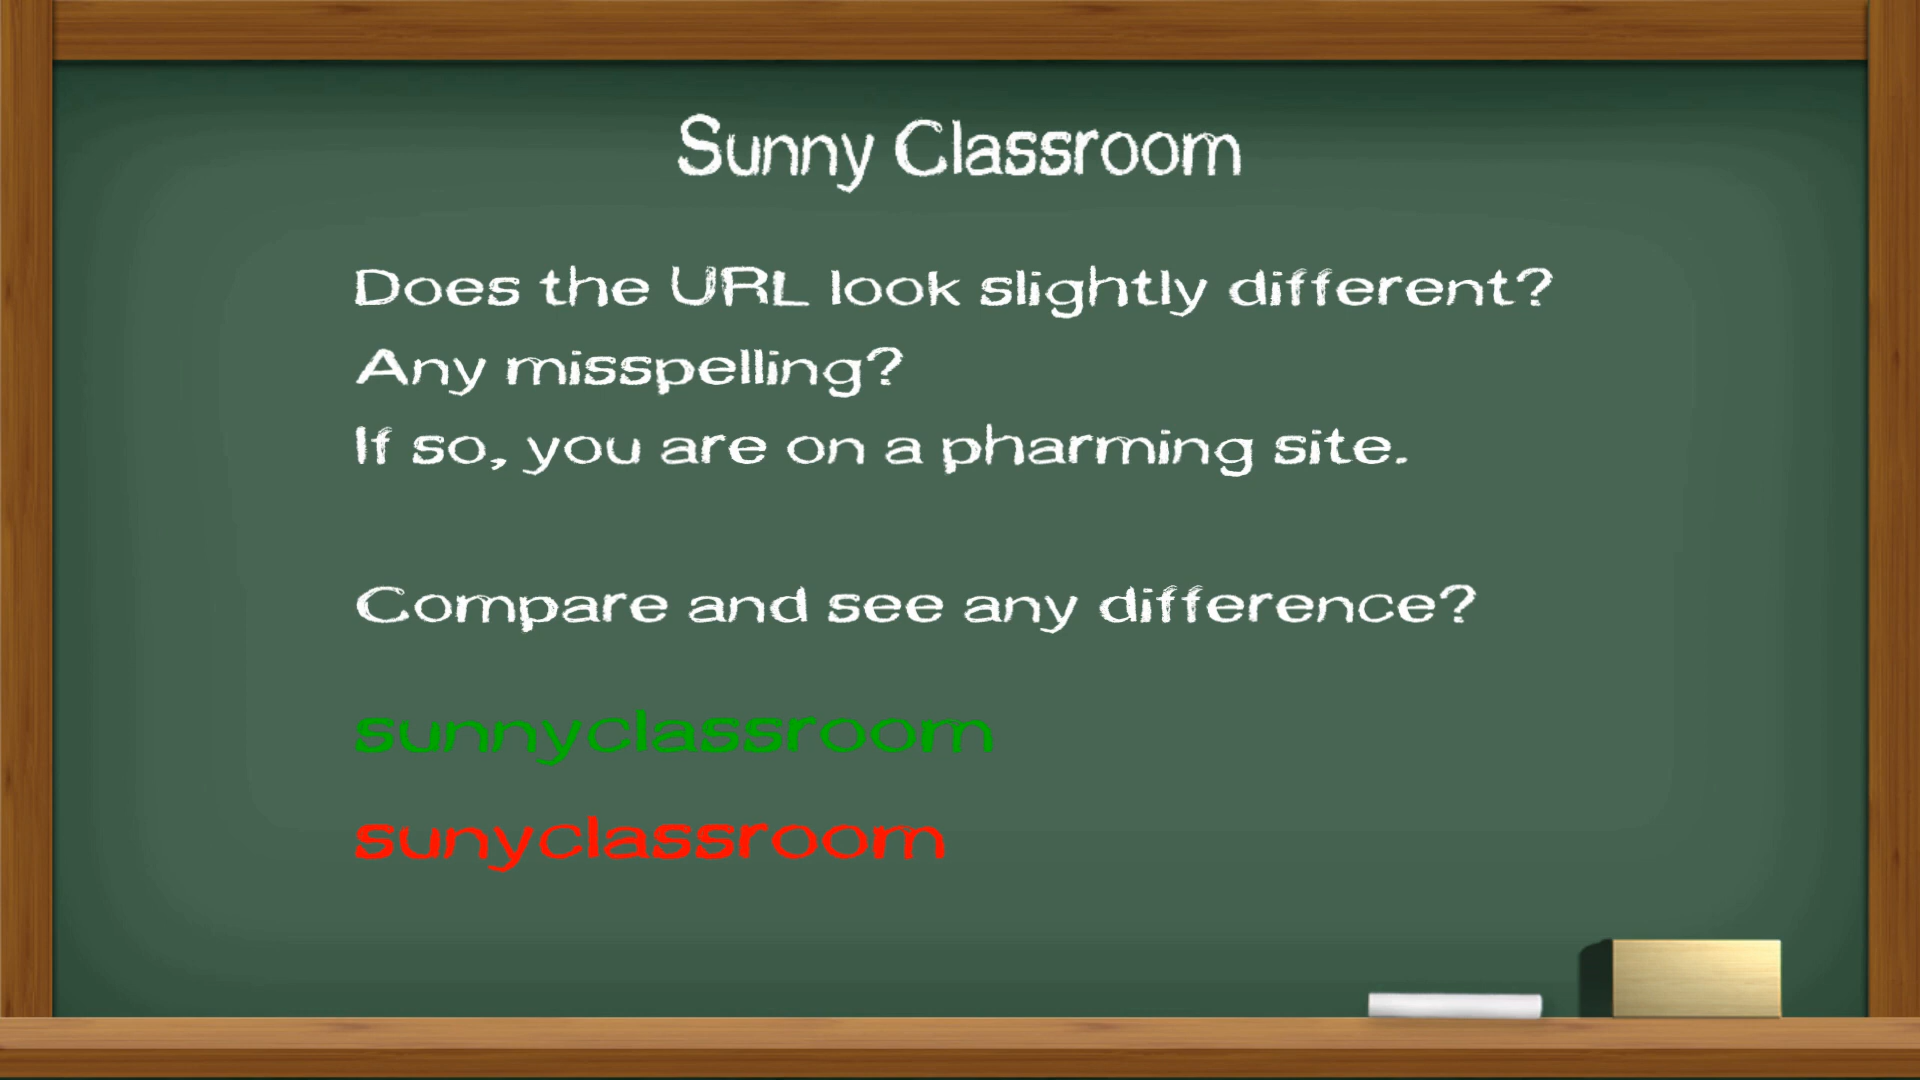 Sunny Classroom
Does the URL look slightly different?
Any misspelling?
If so, you are on a pharming site.
Compare and see any difference?
sunnyclassroom
sunyclassroom